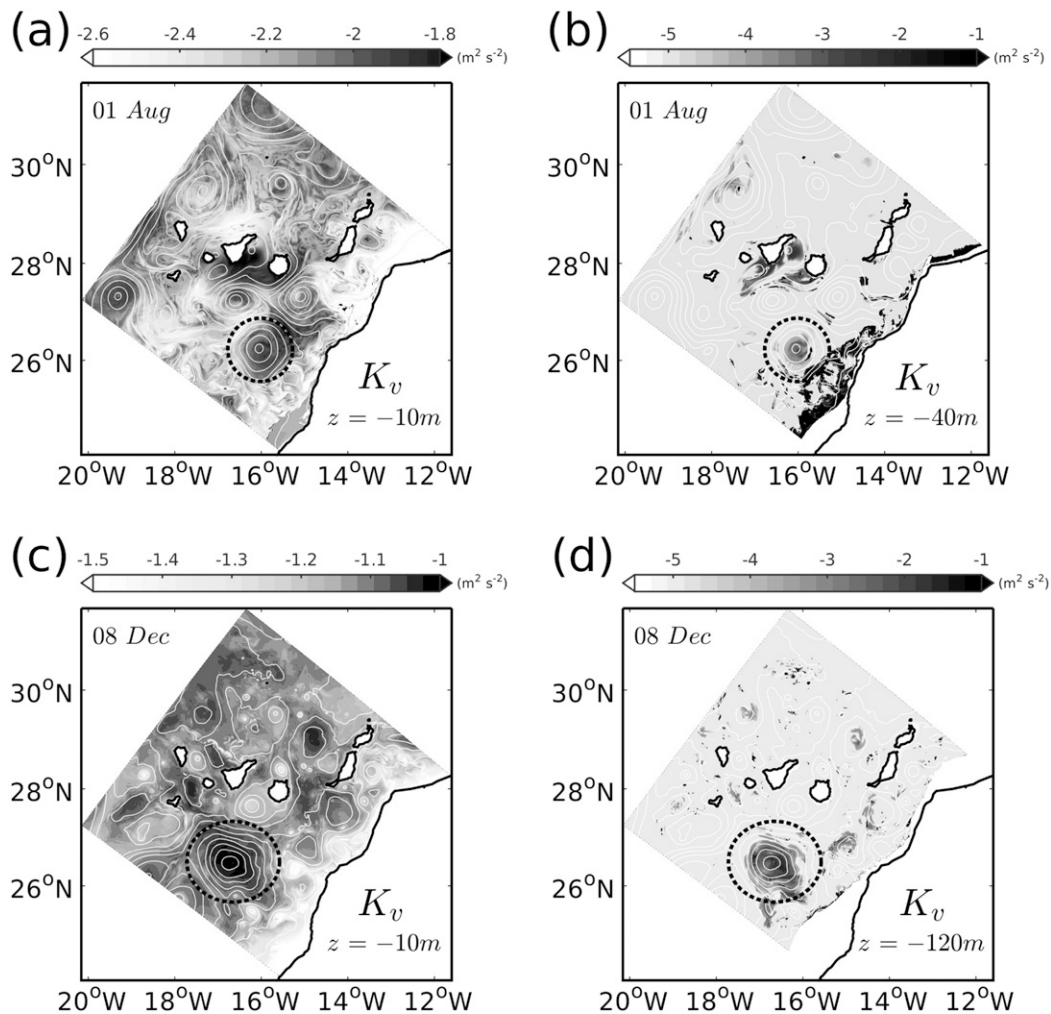 (a)
-2.6 -2.4 -2.2 -2 -1.8
(m² s⁻²)
01 Aug
30°N
28°N
26°N
K_v
z = −10m
20°W 18°W 16°W 14°W 12°W
(b)
-5 -4 -3 -2 -1
(m² s⁻²)
01 Aug
30°N
28°N
26°N
K_v
z = −40m
20°W 18°W 16°W 14°W 12°W
(c)
-1.5 -1.4 -1.3 -1.2 -1.1 -1
(m² s⁻²)
08 Dec
30°N
28°N
26°N
K_v
z = −10m
20°W 18°W 16°W 14°W 12°W
(d)
-5 -4 -3 -2 -1
(m² s⁻²)
08 Dec
30°N
28°N
26°N
K_v
z = −120m
20°W 18°W 16°W 14°W 12°W